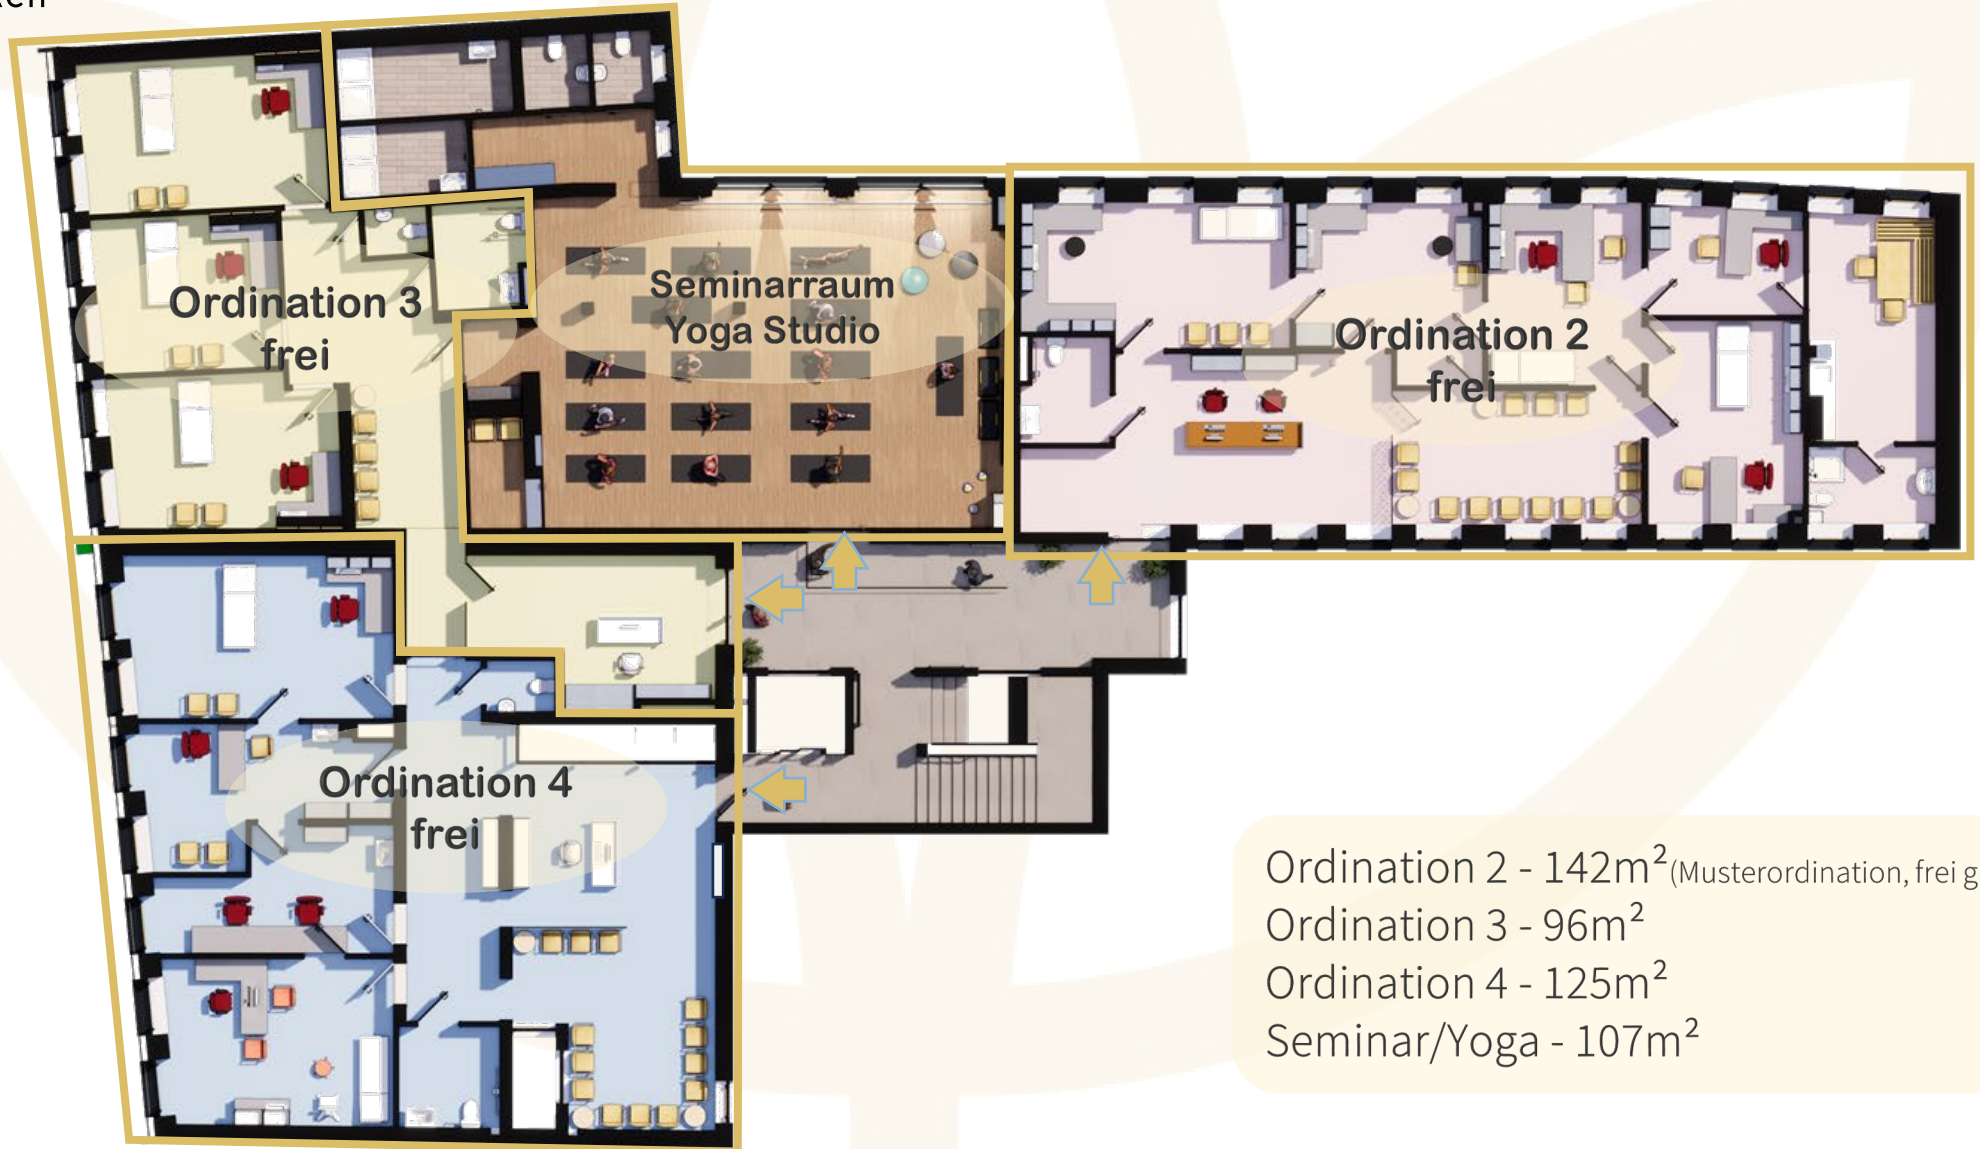 Ordination 3
frei
Seminarraum
Yoga Studio
Ordination 2
frei
Ordination 4
frei
Ordination 2 - 142m² (Musterordination, frei
Ordination 3 - 96m²
Ordination 4 - 125m²
Seminar/Yoga - 107m²